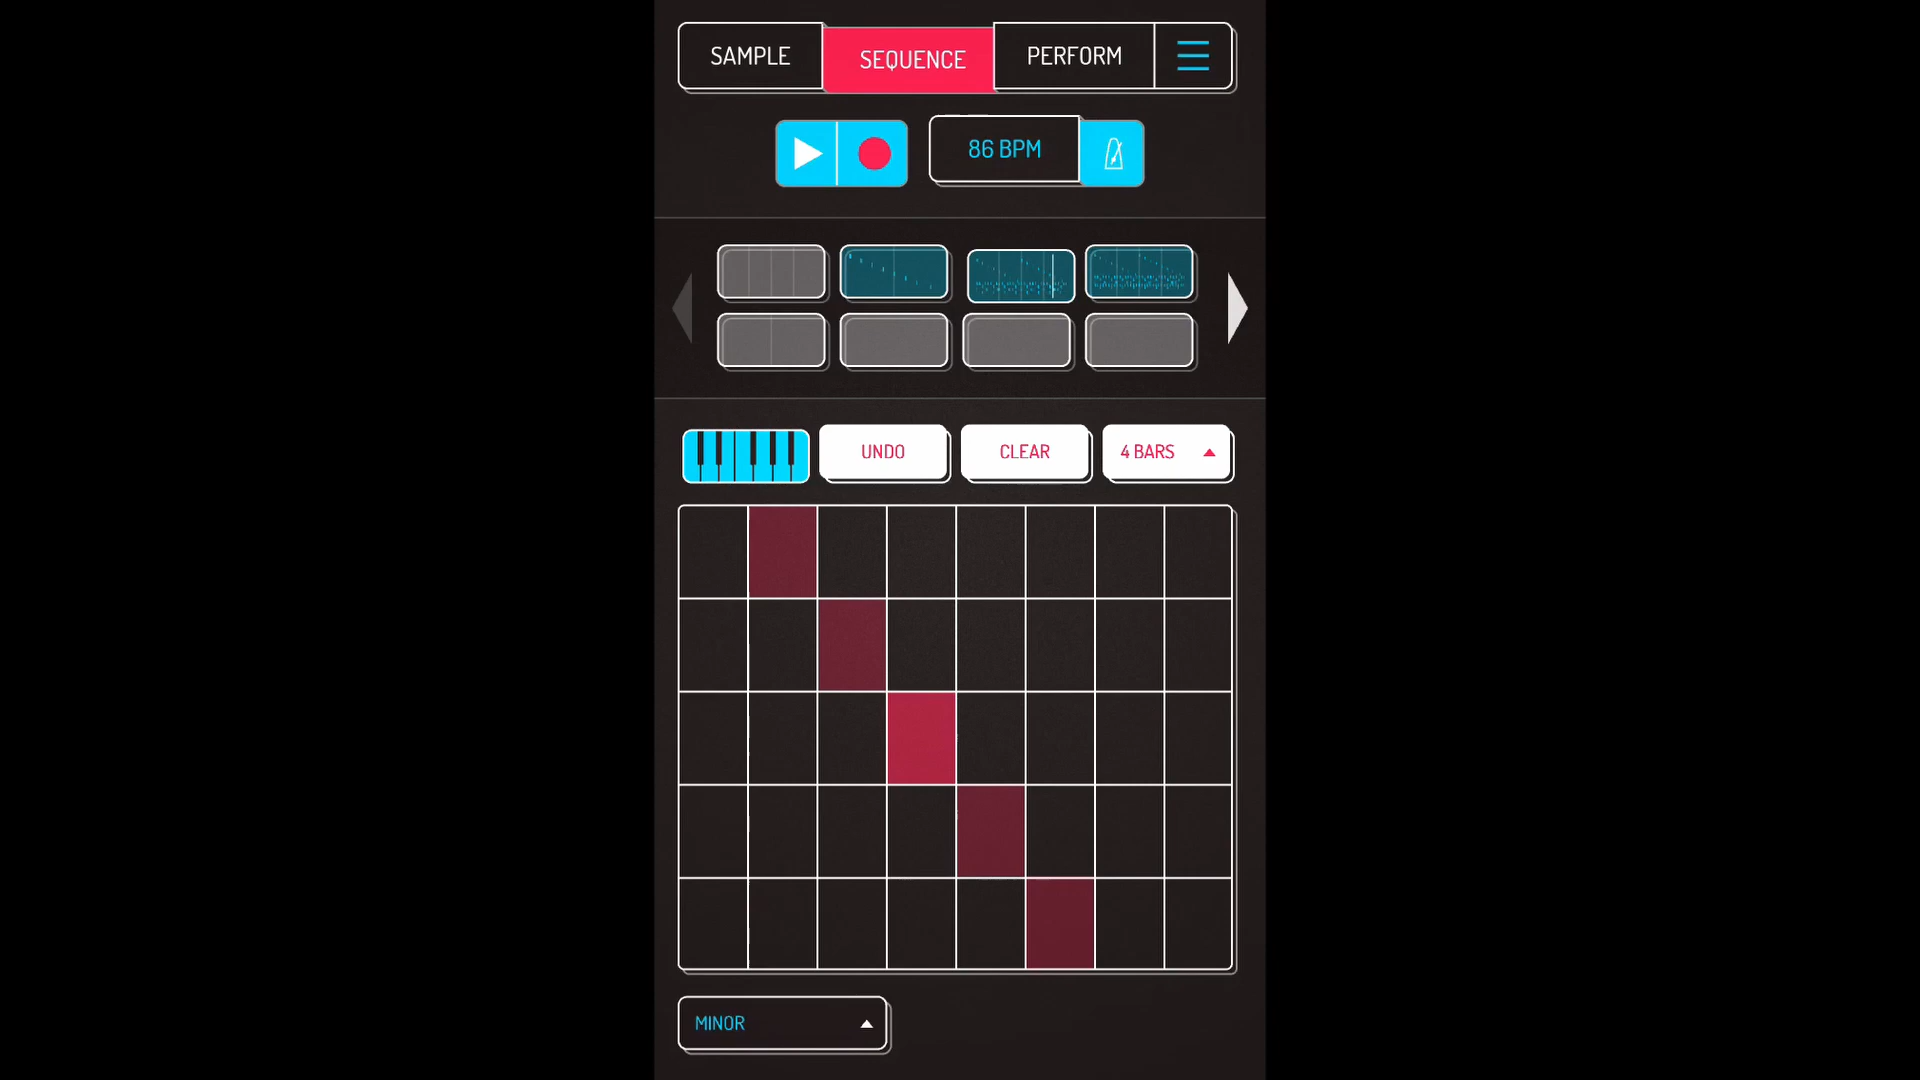 SAMPLE
SEQUENCE
PERFORM
86 BPM
UNDO
CLEAR
4 BARS
MINOR